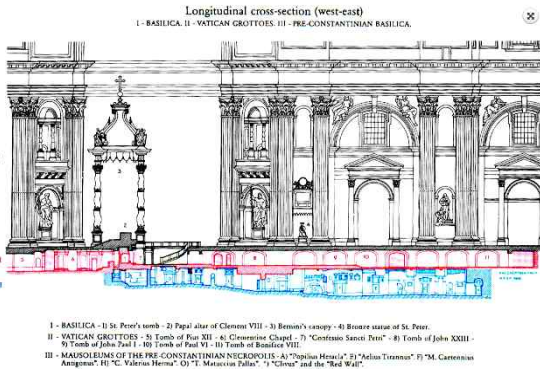 Longitudinal cross-section (west-east)
I - BASILICA. II - VATICAN GROTTOES. III - PRE-CONSTANTINIAN BASILICA.
I - BASILICA - 1) St. Peter's tomb - 2) Papal altar of Clement VIII - 3) Bernini's canopy - 4) Bronze statue of St. Peter.
II - VATICAN GROTTOES - 5) Tomb of Pius XII - 6) Clementine Chapel - 7) "Confessio Sancti Petri" - 8) Tomb of John XXIII -
9) Tomb of John Paul I - 10) Tomb of Paul VI - 11) Tomb of Boniface VIII.
III - MAUSOLEUMS OF THE PRE-CONSTANTINIAN NECROPOLIS - A) "Popilius Heracla". E) "Aelius Tirannus". F) "M. Caetennius
Antigonus". H) "C. Valerius Herma". O) "T. Matuccius Pallas". *) "Clivus" and the "Red Wall".